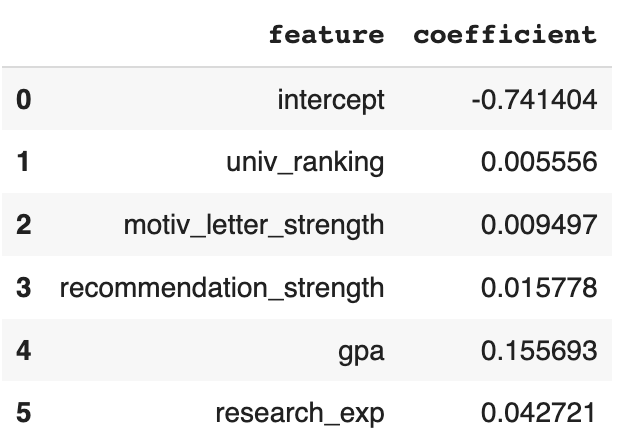 feature coefficient
0 intercept -0.741404
1 univ_ranking 0.005556
2 motiv_letter_strength 0.009497
3 recommendation_strength 0.015778
4 gpa 0.155693
5 research_exp 0.042721